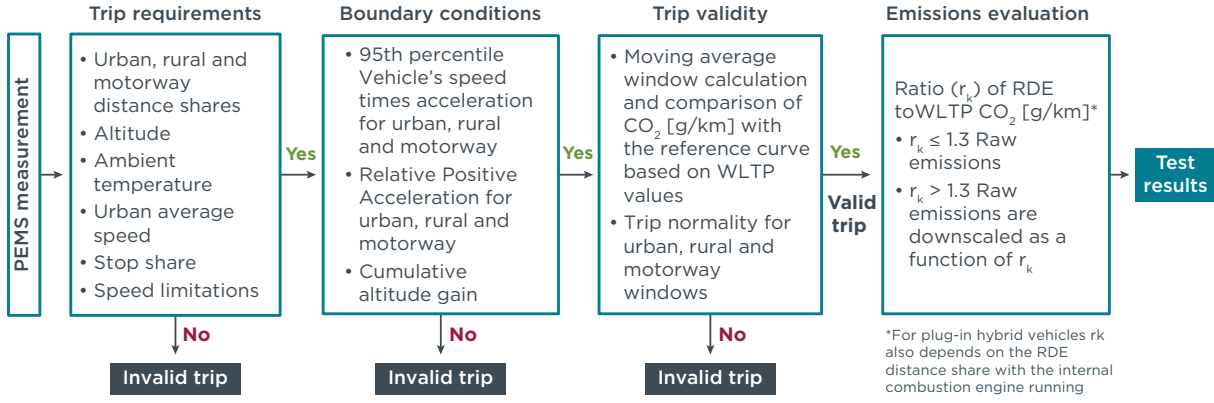 Trip requirements
Boundary conditions
Trip validity
Emissions evaluation
PEMS measurement
• Urban, rural and
motorway
distance shares
• Altitude
• Ambient
temperature
• Urban average
speed
• Stop share
• Speed limitations
Yes
No
Invalid trip
• 95th percentile
Vehicle's speed
times acceleration
for urban, rural
and motorway
• Relative Positive
Acceleration for
urban, rural and
motorway
• Cumulative
altitude gain
Yes
No
Invalid trip
• Moving average
window calculation
and comparison of
CO₂ [g/km] with
the reference curve
based on WLTP
values
• Trip normality for
urban, rural and
motorway
windows
Yes
Valid
trip
No
Invalid trip
Ratio (rₖ) of RDE
toWLTP CO₂ [g/km]*
• rₖ ≤ 1.3 Raw
emissions
• rₖ > 1.3 Raw
emissions are
downscaled as a
function of rₖ
Test
results
*For plug-in hybrid vehicles rk
also depends on the RDE
distance share with the internal
combustion engine running